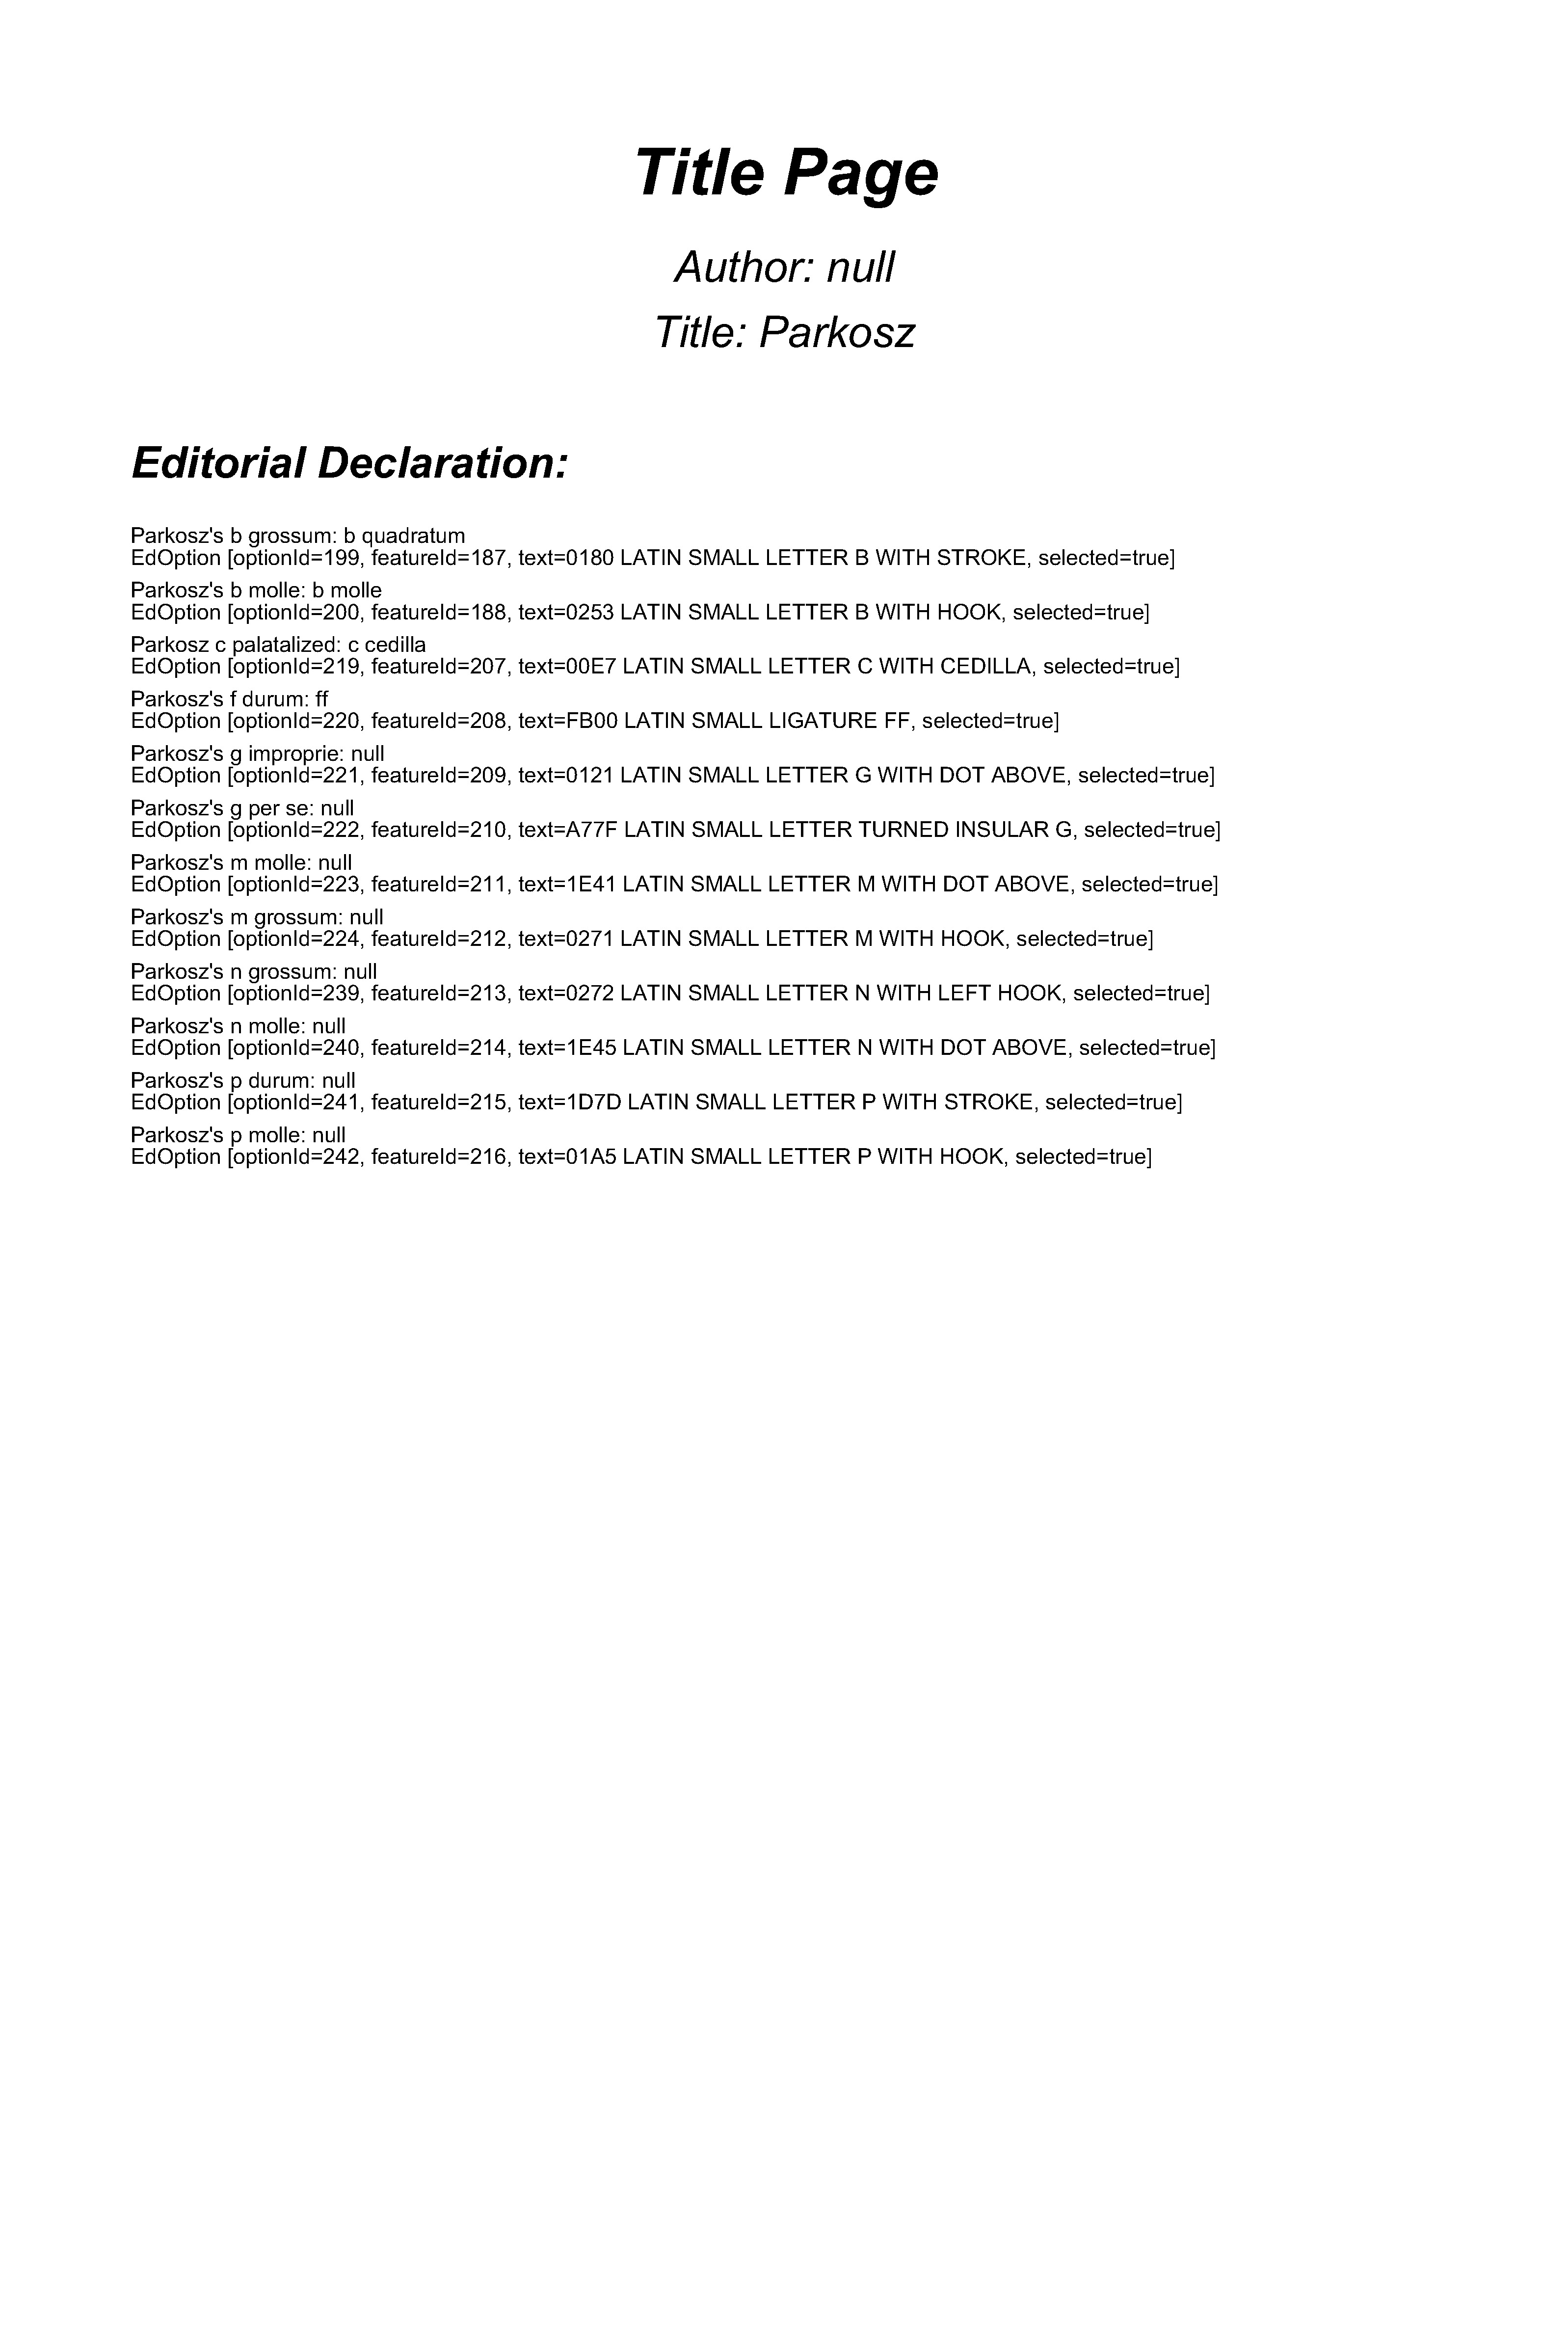 Title Page
Author: null
Title: Parkosz
Editorial Declaration:
Parkosz's b grossum: b quadratum
EdOption [optionId=199, featureId=187, text=0180 LATIN SMALL LETTER B WITH STROKE, selected=true]
Parkosz's b molle: b molle
EdOption [optionId=200, featureId=188, text=0253 LATIN SMALL LETTER B WITH HOOK, selected=true]
Parkosz c palatalized: c cedilla
EdOption [optionId=219, featureId=207, text=00E7 LATIN SMALL LETTER C WITH CEDILLA, selected=true]
Parkosz's f durum: ff
EdOption [optionId=220, featureId=208, text=FB00 LATIN SMALL LIGATURE FF, selected=true]
Parkosz's g improprie: null
EdOption [optionId=221, featureId=209, text=0121 LATIN SMALL LETTER G WITH DOT ABOVE, selected=true]
Parkosz's g per se: null
EdOption [optionId=222, featureId=210, text=A77F LATIN SMALL LETTER TURNED INSULAR G, selected=true]
Parkosz's m molle: null
EdOption [optionId=223, featureId=211, text=1E41 LATIN SMALL LETTER M WITH DOT ABOVE, selected=true]
Parkosz's m grossum: null
EdOption [optionId=224, featureId=212, text=0271 LATIN SMALL LETTER M WITH HOOK, selected=true]
Parkosz's n grossum: null
EdOption [optionId=239, featureId=213, text=0272 LATIN SMALL LETTER N WITH LEFT HOOK, selected=true]
Parkosz's n molle: null
EdOption [optionId=240, featureId=214, text=1E45 LATIN SMALL LETTER N WITH DOT ABOVE, selected=true]
Parkosz's p durum: null
EdOption [optionId=241, featureId=215, text=1D7D LATIN SMALL LETTER P WITH STROKE, selected=true]
Parkosz's p molle: null
EdOption [optionId=242, featureId=216, text=01A5 LATIN SMALL LETTER P WITH HOOK, selected=true]